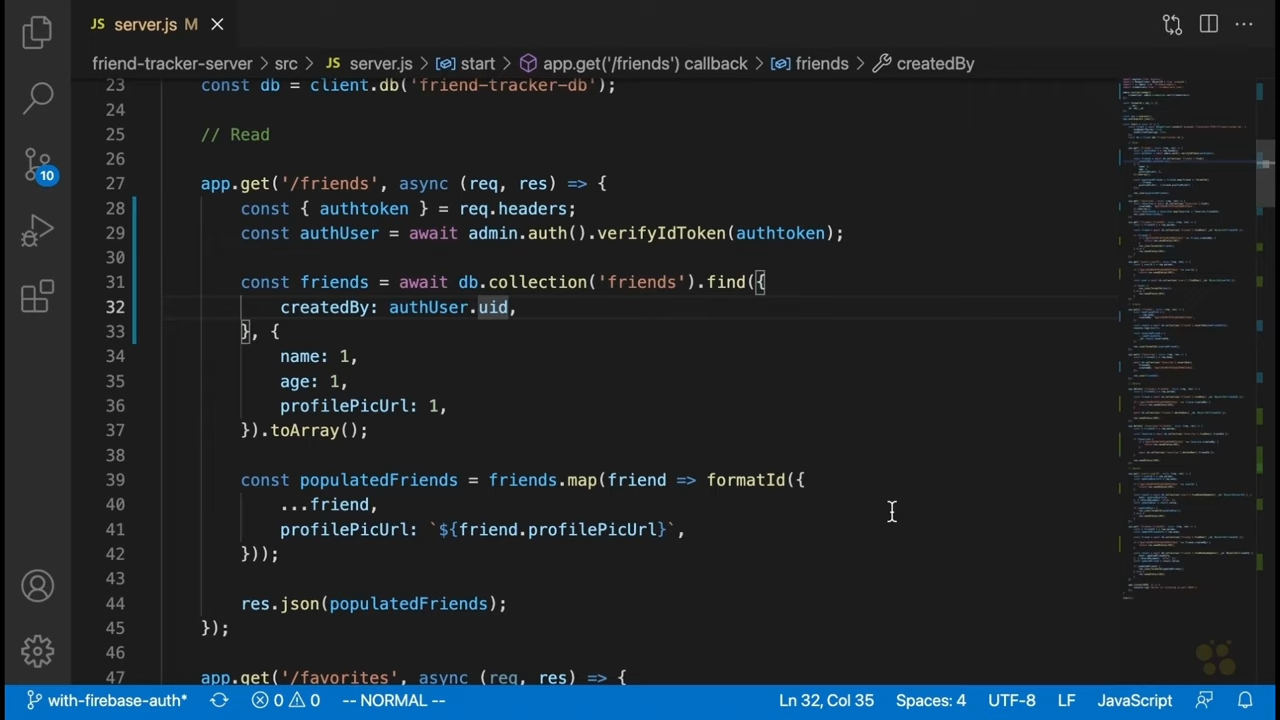 JS server.js M
friend-tracker-server > src > JS server.js > start > app.get('/friends') callback > friends > createdBy
23 const db = client.db('friend-tracker-db');
24
25 // Read
26
27 app.get('/friends', async (req, res) => {
28 const { authtoken } = req.headers;
29 const authUser = await admin.auth().verifyIdToken(authtoken);
30
31 const friends = await db.collection('friends').find({
32 createdBy: authUser.uid,
33 }, {
34 name: 1,
35 age: 1,
36 profilePicUrl: 1,
37 }).toArray();
38
39 const populatedFriends = friends.map(friend => formatId({
40 ...friend,
41 profilePicUrl: `${friend.profilePicUrl}`,
42 }));
43
44 res.json(populatedFriends);
45 });
46
47 app.get('/favorites', async (req, res) => {
10
with-firebase-auth* 0 0 -- NORMAL -- Ln 32, Col 35 Spaces: 4 UTF-8 LF JavaScript